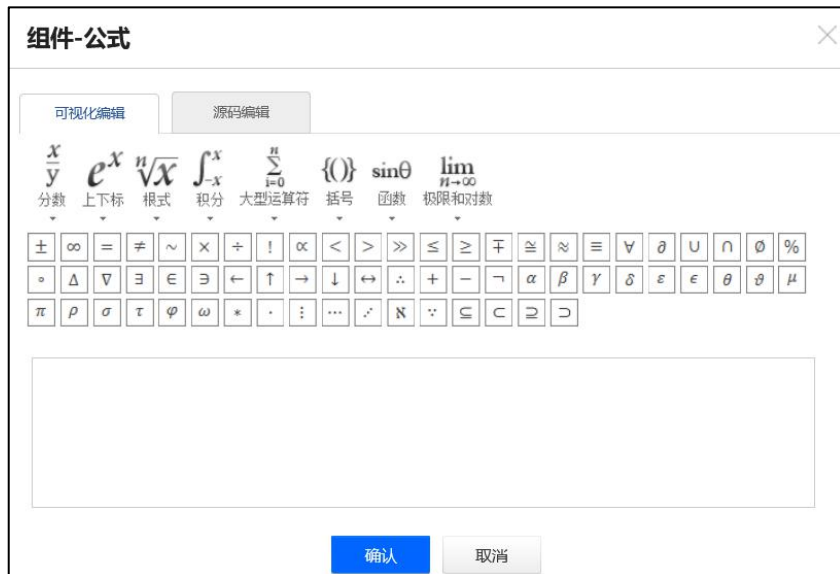 组件-公式
可视化编辑 源码编辑
x/y e^x ⁿ√x ∫_{-x}^{x} ∑_{i=0}^{n} {()} sinθ lim_{n→∞}
分数 上下标 根式 积分 大型运算符 括号 函数 极限和对数
± ∞ = ≠ ~ × ÷ ! ∝ < > ≫ ≤ ≥ ∓ ≅ ≈ ≡ ∀ ∂ ∪ ∩ ∅ %
∘ Δ ∇ ∃ ∈ ∋ ← ↑ → ↓ ↔ ∴ + − ¬ α β γ δ ε ϵ θ ϑ μ
π ρ σ τ φ ω * · ⋮ ⋯ ⋰ ℵ ∵ ⊆ ⊂ ⊇ ⊃
确认 取消